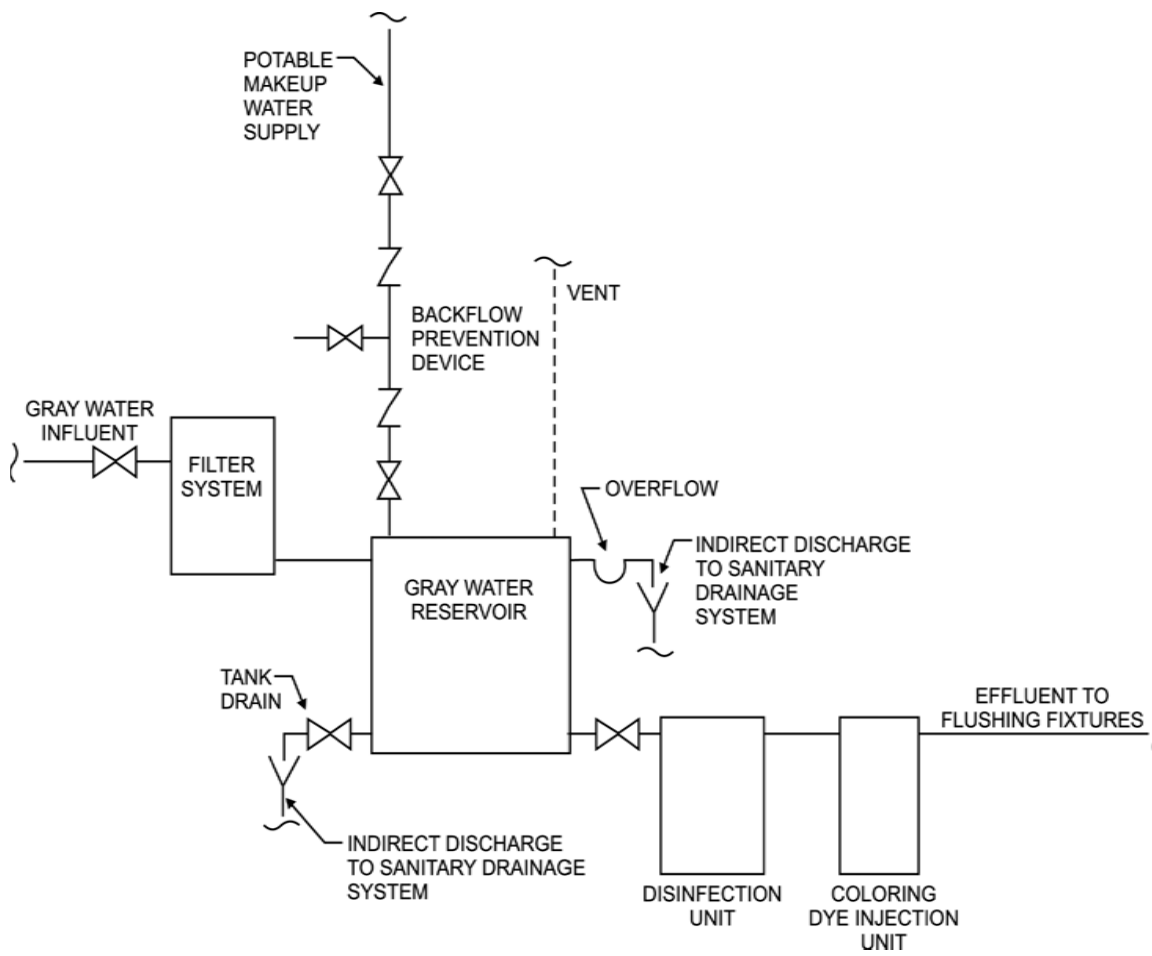 POTABLE
MAKEUP
WATER
SUPPLY
VENT
BACKFLOW
PREVENTION
DEVICE
GRAY WATER
INFLUENT
FILTER
SYSTEM
OVERFLOW
INDIRECT DISCHARGE
TO SANITARY
DRAINAGE
SYSTEM
GRAY WATER
RESERVOIR
TANK
DRAIN
EFFLUENT TO
FLUSHING FIXTURES
INDIRECT DISCHARGE
TO SANITARY DRAINAGE
SYSTEM
DISINFECTION
UNIT
COLORING
DYE INJECTION
UNIT